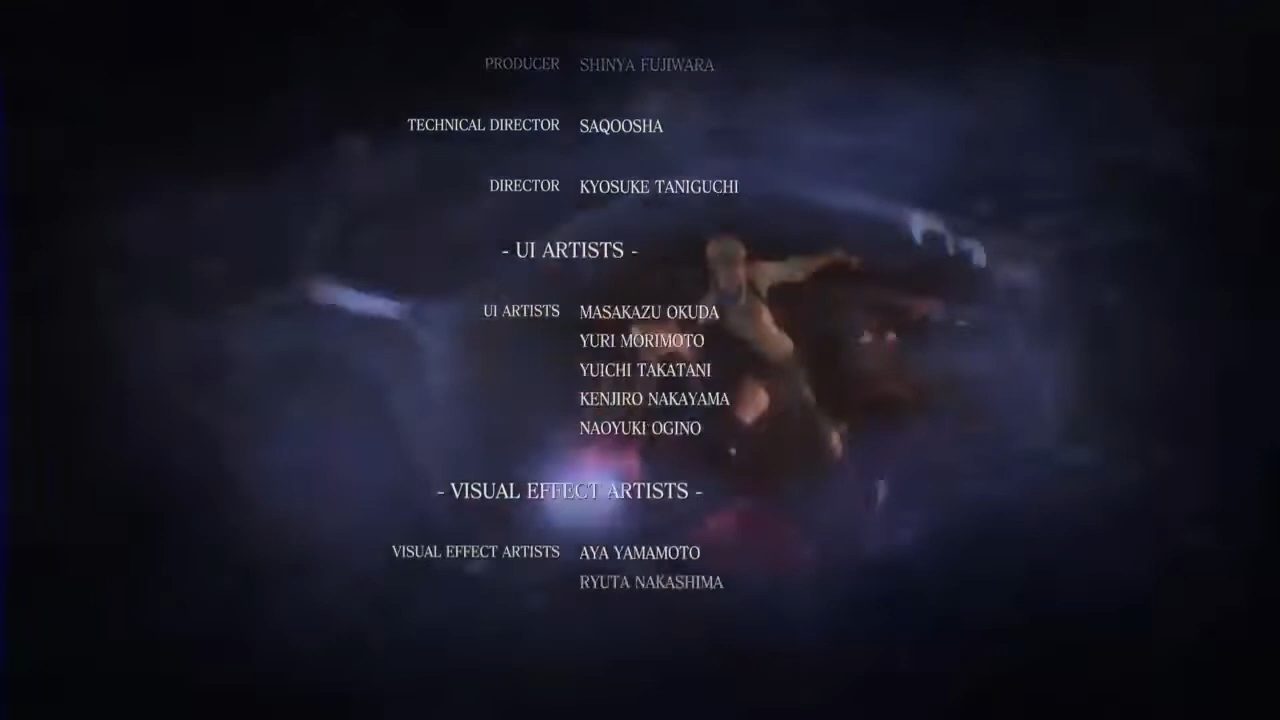 PRODUCER SHINYA FUJIWARA
TECHNICAL DIRECTOR SAQOOSHA
DIRECTOR KYOSUKE TANIGUCHI
- UI ARTISTS -
UI ARTISTS MASAKAZU OKUDA
YURI MORIMOTO
YUICHI TAKATANI
KENJIRO NAKAYAMA
NAOYUKI OGINO
- VISUAL EFFECT ARTISTS -
VISUAL EFFECT ARTISTS AYA YAMAMOTO
RYUTA NAKASHIMA